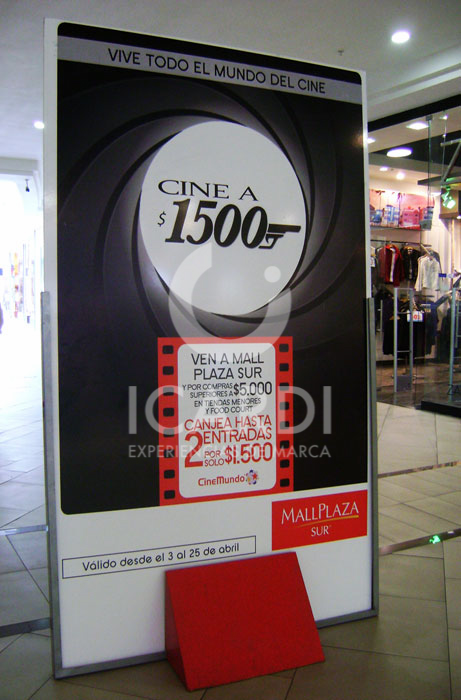 VIVE TODO EL MUNDO DEL CINE
CINE A
$1500
VEN A MALL
PLAZA SUR
Y POR COMPRAS
SUPERIORES A $5.000
EN TIENDAS MENORES
Y FOOD COURT
CANJEA HASTA
2 ENTRADAS
POR
SOLO $1.500
CineMundo
EXPERIENCIA DE MARCA
MALLPLAZA
SUR
Válido desde el 3 al 25 de abril